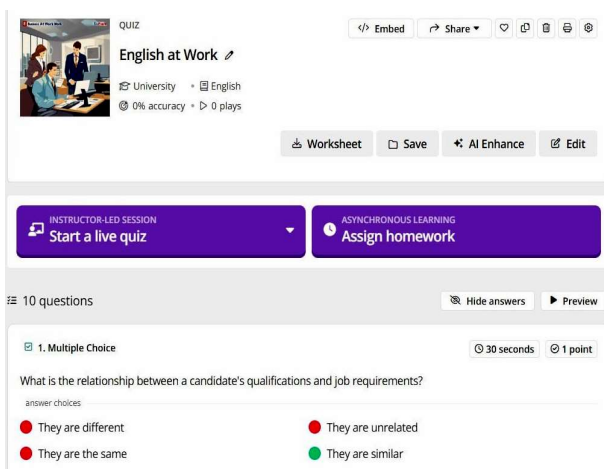 QUIZ
</> Embed
Share
English at Work
University • English
0% accuracy • 0 plays
Worksheet
Save
AI Enhance
Edit
INSTRUCTOR-LED SESSION
Start a live quiz
ASYNCHRONOUS LEARNING
Assign homework
10 questions
Hide answers
Preview
1. Multiple Choice
30 seconds
1 point
What is the relationship between a candidate's qualifications and job requirements?
answer choices
They are different
They are unrelated
They are the same
They are similar